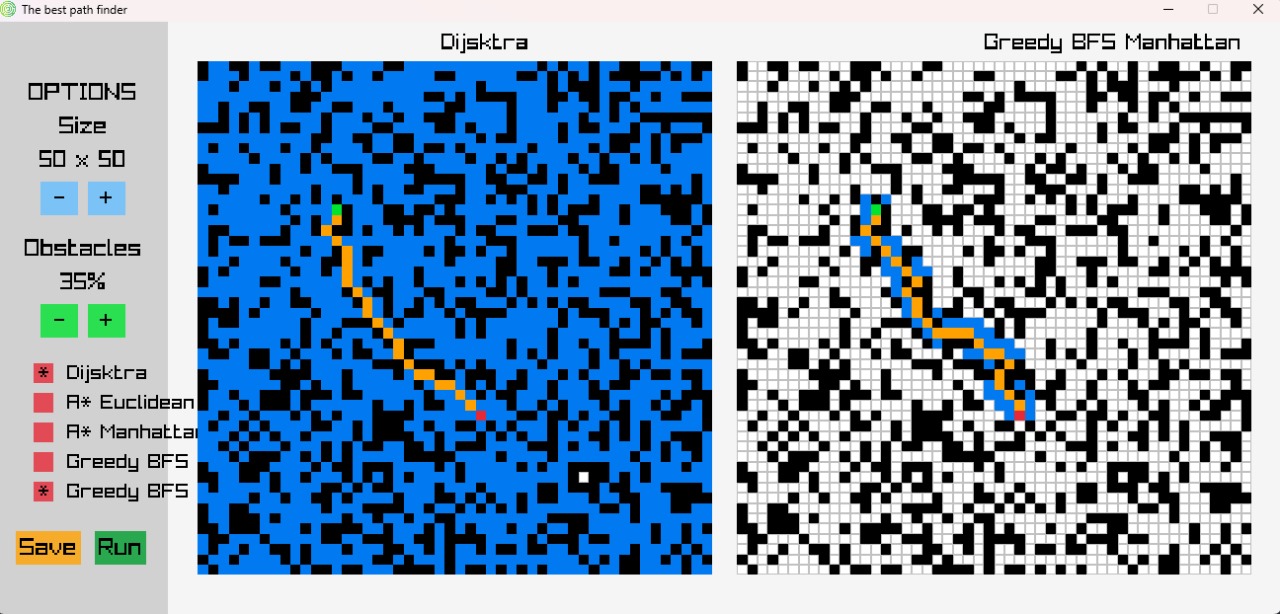 The best path finder
Dijsktra
Greedy BFS Manhattan
OPTIONS
Size
50 x 50
- +
Obstacles
35%
- +
* Dijsktra
A* Euclidean
A* Manhattan
Greedy BFS
* Greedy BFS
Save Run